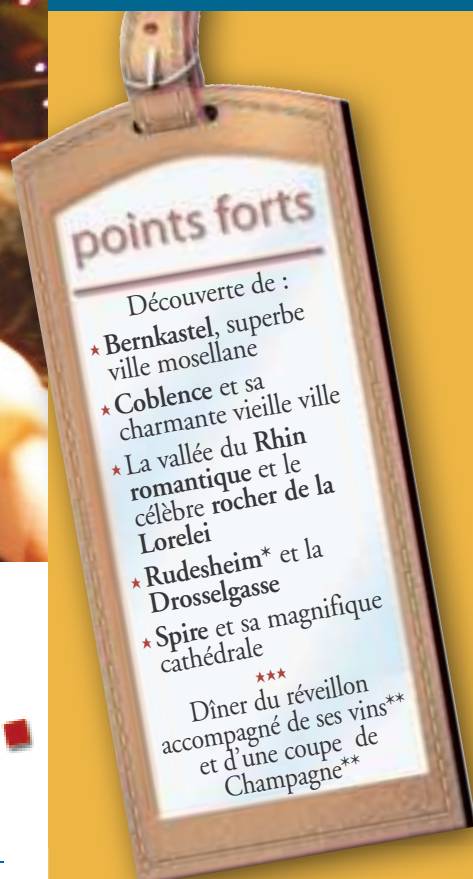 points forts
Découverte de :
★ Bernkastel, superbe
ville mosellane
★ Coblence et sa
charmante vieille ville
★ La vallée du Rhin
romantique et le
célèbre rocher de la
Lorelei
★ Rudesheim* et la
Drosselgasse
★ Spire et sa magnifique
cathédrale
★★★
Dîner du réveillon
accompagné de ses vins**
et d'une coupe de
Champagne**